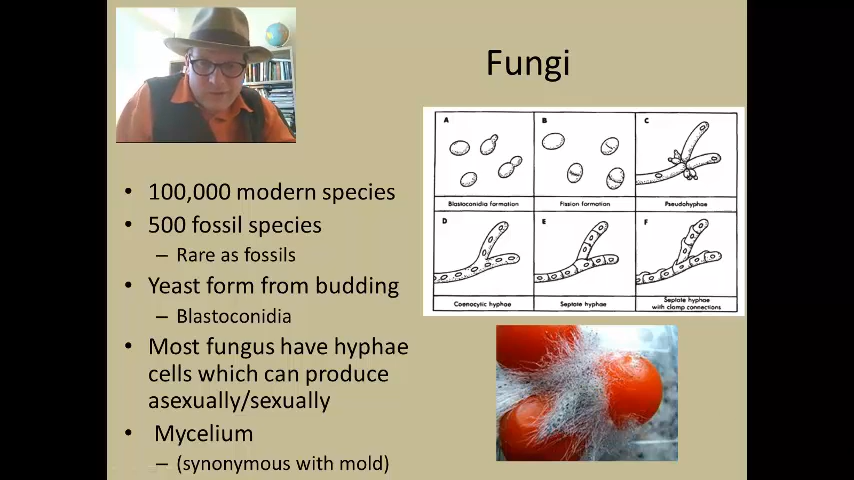 Fungi
• 100,000 modern species
• 500 fossil species
– Rare as fossils
• Yeast form from budding
– Blastoconidia
• Most fungus have hyphae
cells which can produce
asexually/sexually
• Mycelium
– (synonymous with mold)
A
B
C
Blastoconidia formation
Fission formation
Pseudohyphae
D
E
F
Coenocytic hyphae
Septate hyphae
Septate hyphae
with clamp connections